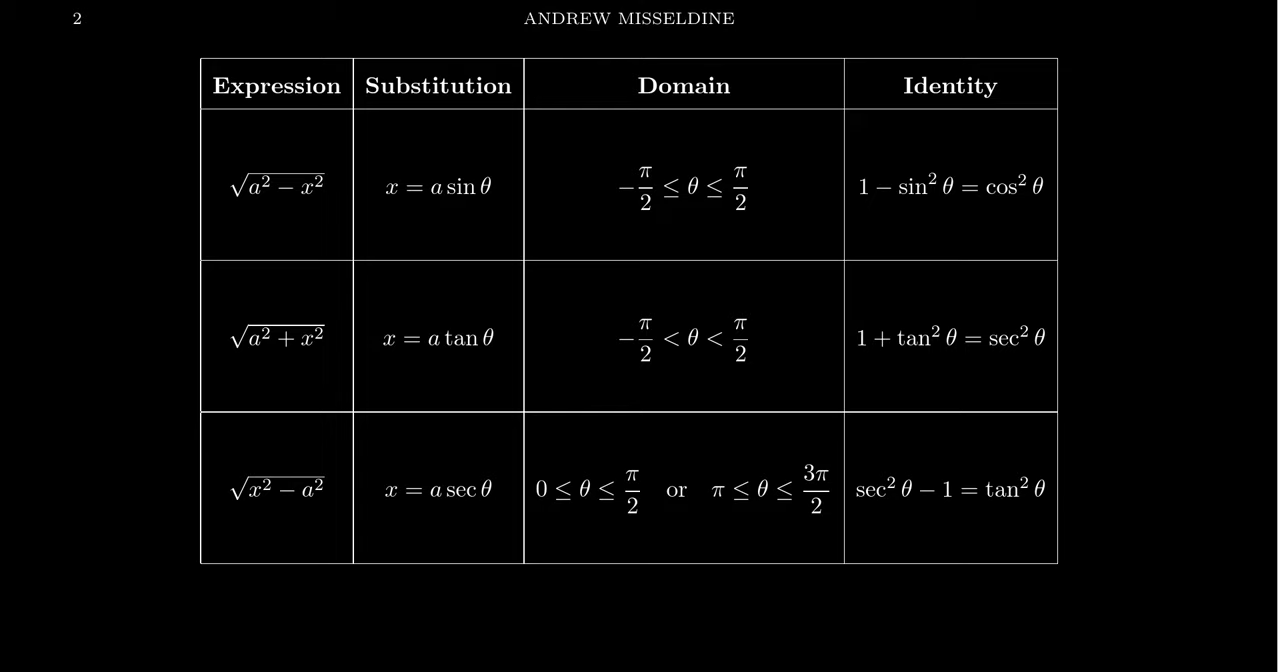 2 ANDREW MISSELDINE
Expression Substitution Domain Identity
√(a² − x²) x = a sin θ −π/2 ≤ θ ≤ π/2 1 − sin² θ = cos² θ
√(a² + x²) x = a tan θ −π/2 < θ < π/2 1 + tan² θ = sec² θ
√(x² − a²) x = a sec θ 0 ≤ θ ≤ π/2 or π ≤ θ ≤ 3π/2 sec² θ − 1 = tan² θ